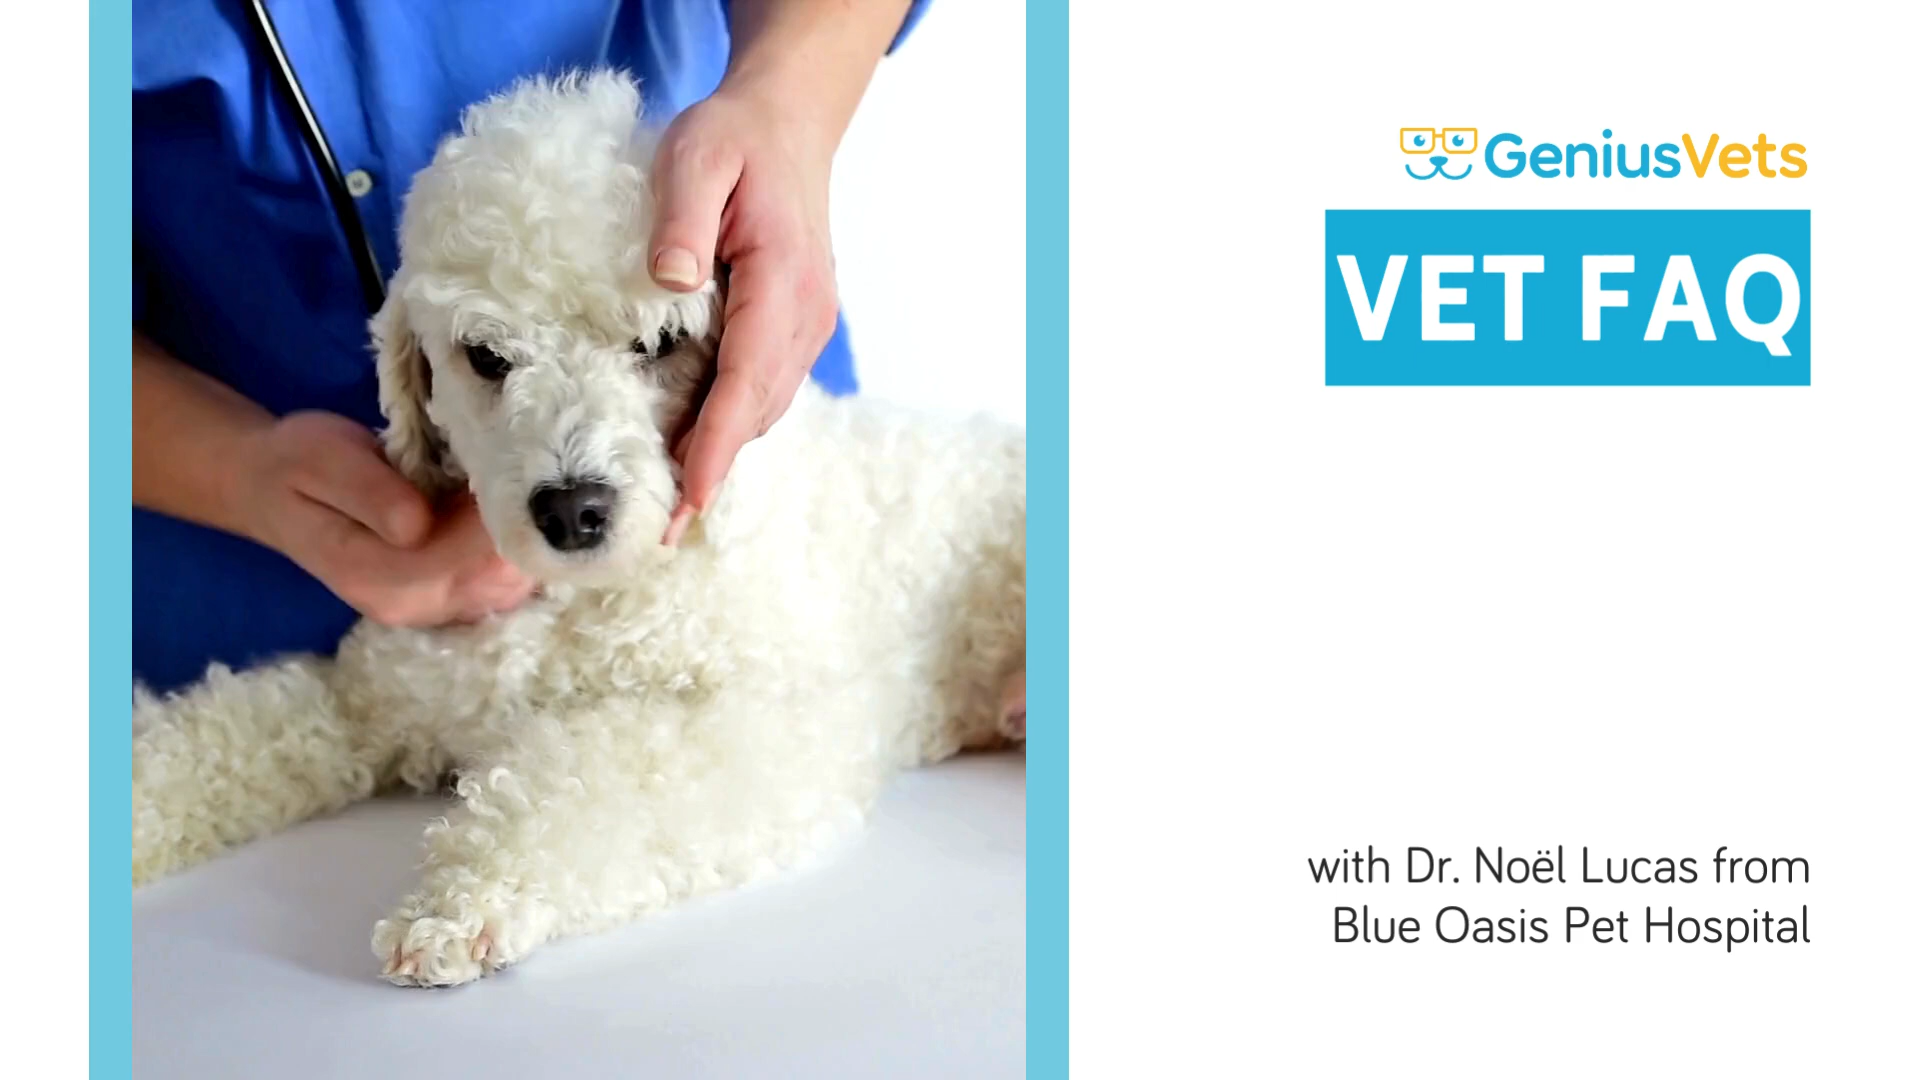 GeniusVets
VET FAQ
with Dr. Noël Lucas from
Blue Oasis Pet Hospital